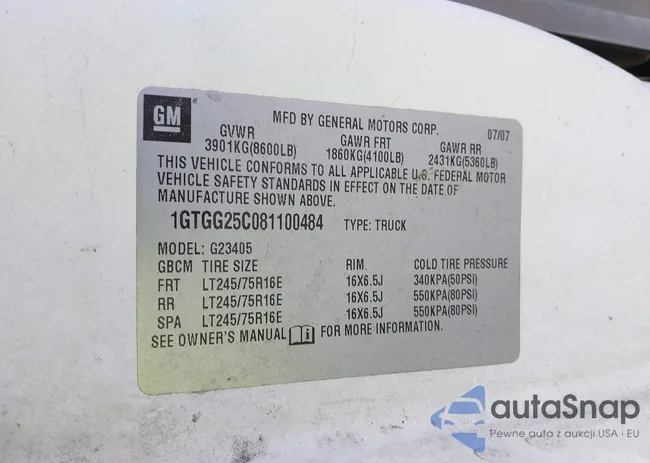 GM ®
MFD BY GENERAL MOTORS CORP. 07/07
GVWR GAWR FRT GAWR RR
3901KG(8600LB) 1860KG(4100LB) 2431KG(5360LB)
THIS VEHICLE CONFORMS TO ALL APPLICABLE U.S. FEDERAL MOTOR
VEHICLE SAFETY STANDARDS IN EFFECT ON THE DATE OF
MANUFACTURE SHOWN ABOVE.
1GTGG25C081100484 TYPE: TRUCK
MODEL: G23405
GBCM TIRE SIZE RIM COLD TIRE PRESSURE
FRT LT245/75R16E 16X6.5J 340KPA(50PSI)
RR LT245/75R16E 16X6.5J 550KPA(80PSI)
SPA LT245/75R16E 16X6.5J 550KPA(80PSI)
SEE OWNER'S MANUAL FOR MORE INFORMATION.
autaSnap
Pewne auta z aukcji USA i EU